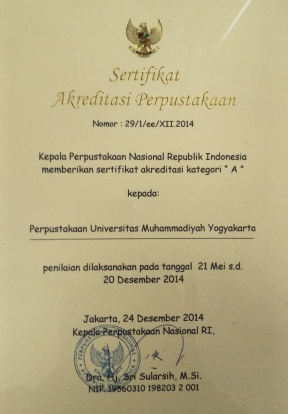 Sertifikat
Akreditasi Perpustakaan
Nomor : 29/1/ee/XII.2014
Kepala Perpustakaan Nasional Republik Indonesia
memberikan sertifikat akreditasi kategori " A "
kepada:
Perpustakaan Universitas Muhammadiyah Yogyakarta
penilaian dilaksanakan pada tanggal 21 Mei s.d.
20 Desember 2014
Jakarta, 24 Desember 2014
Kepala Perpustakaan Nasional RI,
Dra. Hj. Sri Sularsih, M.Si.
NIP. 19560310 198203 2 001